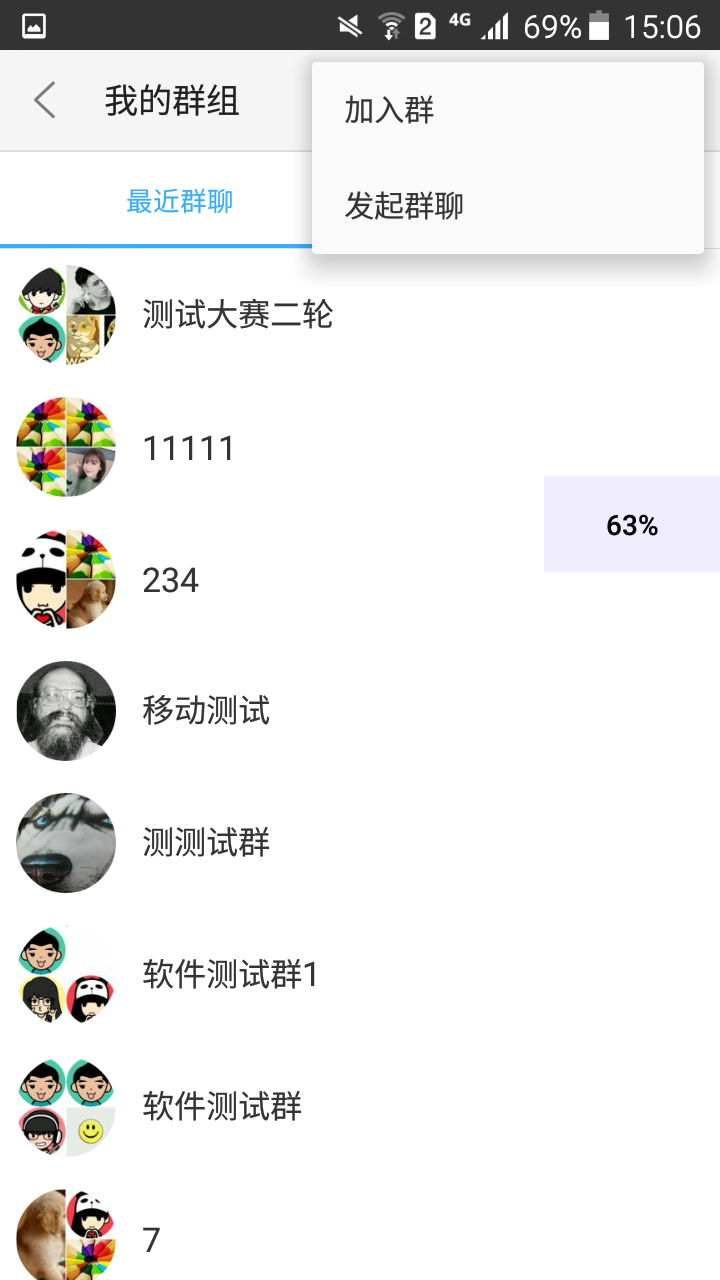 2 4G 69% 15:06
我的群组
加入群
发起群聊
最近群聊
测试大赛二轮
11111
63%
234
移动测试
测测试群
软件测试群1
软件测试群
7